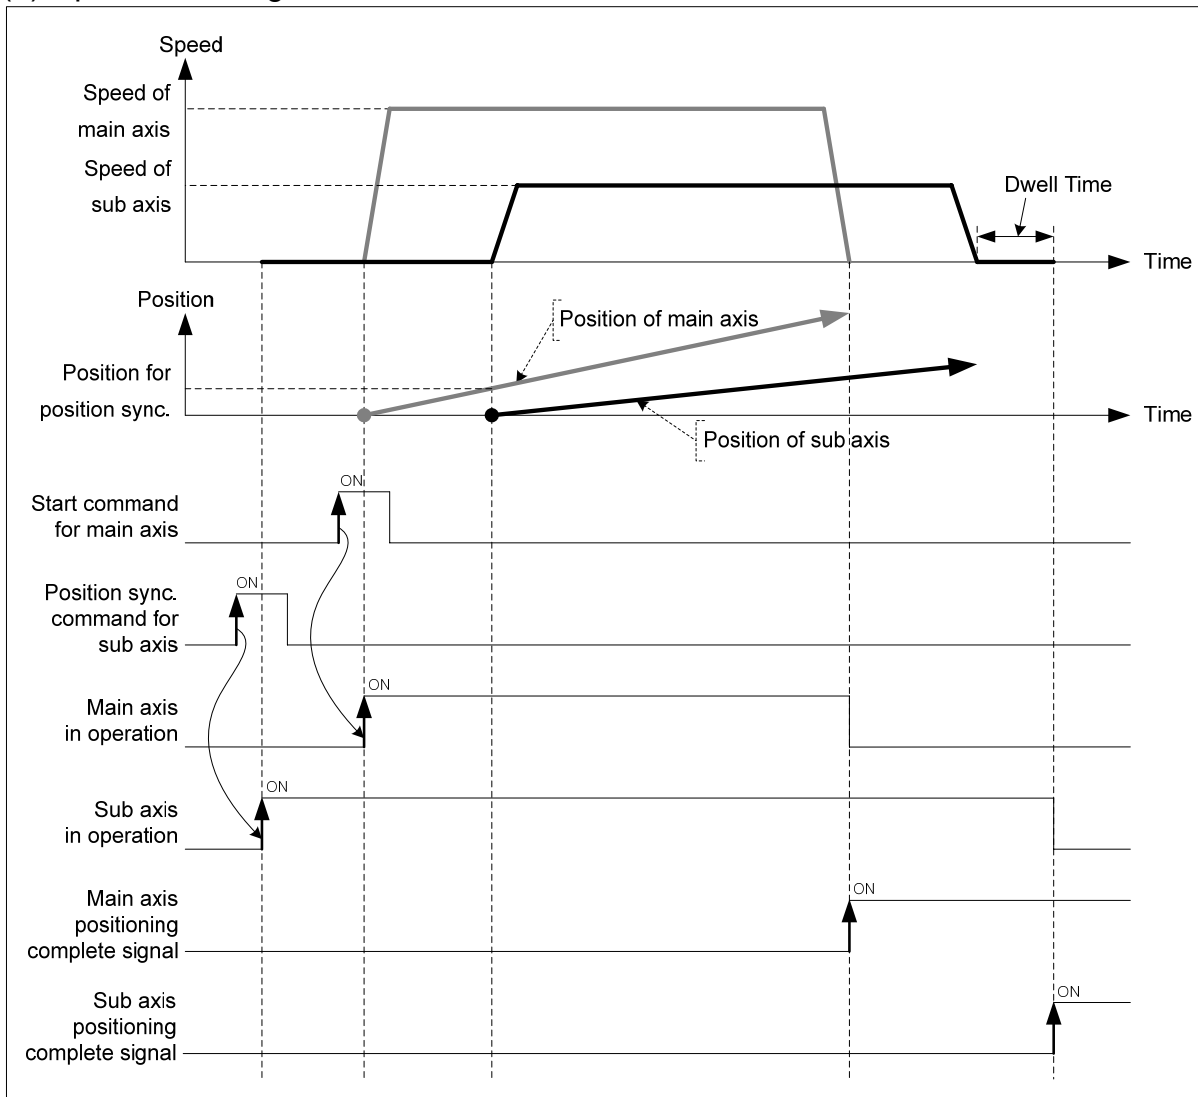 Speed
Speed of
main axis
Speed of
sub axis
Dwell Time
Time
Position
Position of main axis
Position for
position sync.
Time
Position of sub axis
ON
Start command
for main axis
ON
Position sync.
command for
sub axis
ON
Main axis
in operation
ON
Sub axis
in operation
ON
Main axis
positioning
complete signal
ON
Sub axis
positioning
complete signal